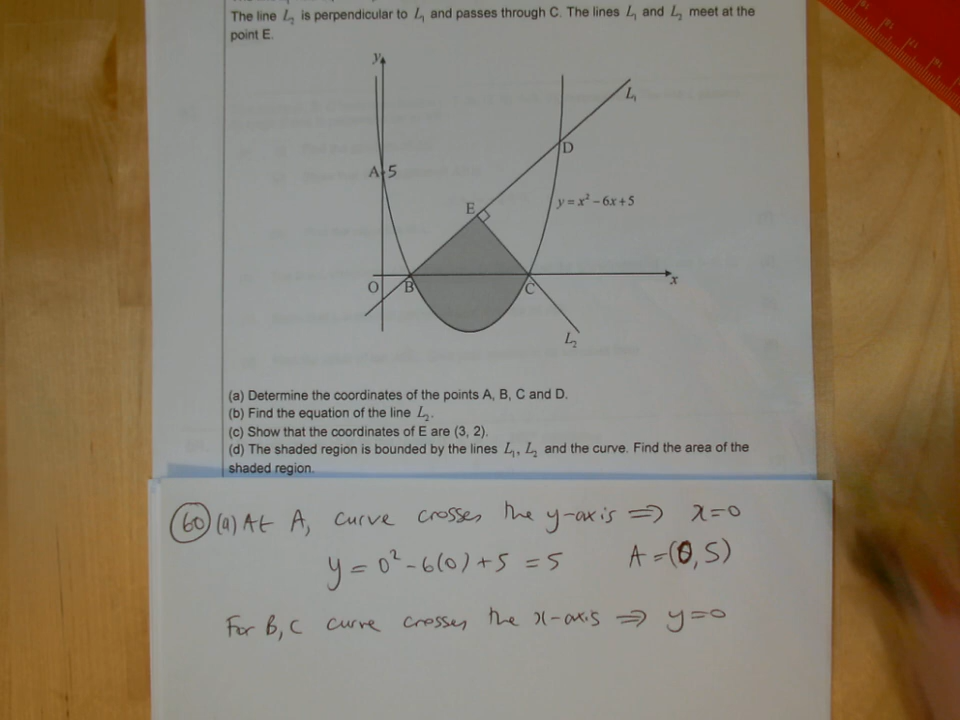 The line L₂ is perpendicular to L₁ and passes through C. The lines L₁ and L₂ meet at the
point E.
y
L₁
D
A 5
E
y = x² – 6x + 5
O B C x
L₂
(a) Determine the coordinates of the points A, B, C and D.
(b) Find the equation of the line L₂.
(c) Show that the coordinates of E are (3, 2).
(d) The shaded region is bounded by the lines L₁, L₂ and the curve. Find the area of the
shaded region.
60 (a) At A, curve crosses the y-axis ⇒ x=0
y = 0² - 6(0) + 5 = 5 A = (0, 5)
For B, C curve crosses the x-axis ⇒ y=0